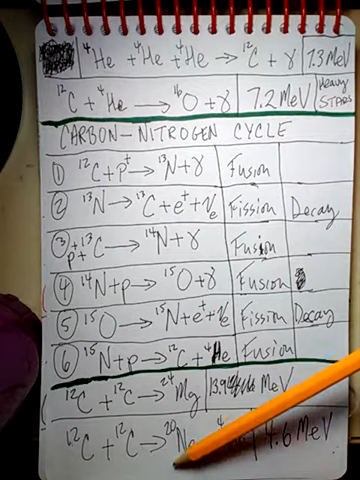 ⁴He + ⁴He + ⁴He → ¹²C + γ 7.3 MeV
¹²C + ⁴He → ¹⁶O + γ 7.2 MeV Heavy STARS
CARBON-NITROGEN CYCLE
① ¹²C + p⁺ → ¹³N + γ Fusion
② ¹³N → ¹³C + e⁺ + νe Fission Decay
③ p⁺ + ¹³C → ¹⁴N + γ Fusion
④ ¹⁴N + p → ¹⁵O + γ Fusion
⑤ ¹⁵O → ¹⁵N + e⁺ + νe Fission Decay
⑥ ¹⁵N + p → ¹²C + ⁴He Fusion
¹²C + ¹²C → ²⁴Mg 13.9 MeV
¹²C + ¹²C → ²⁰Ne 4.6 MeV